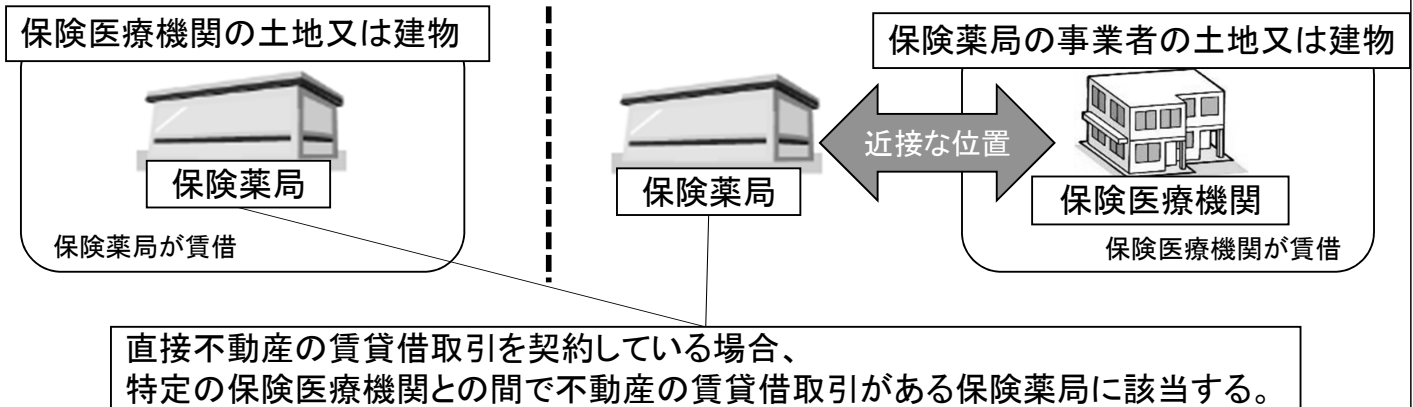 保険医療機関の土地又は建物
保険薬局
保険薬局が賃借
保険薬局の事業者の土地又は建物
保険薬局
近接な位置
保険医療機関
保険医療機関が賃借
直接不動産の賃貸借取引を契約している場合、
特定の保険医療機関との間で不動産の賃貸借取引がある保険薬局に該当する。